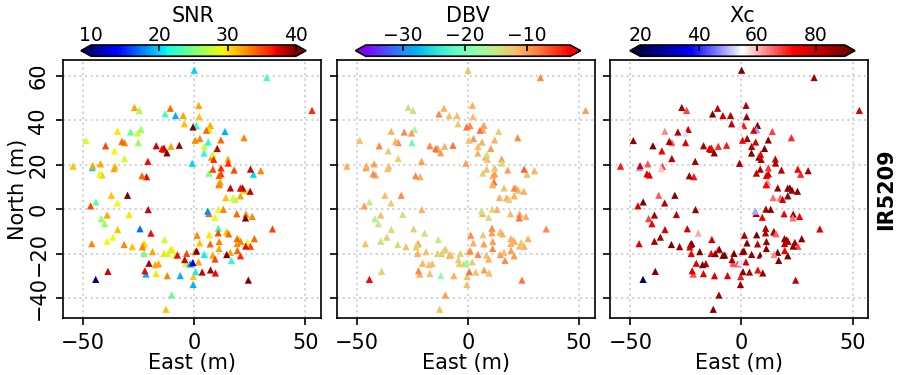 SNR DBV Xc
10 20 30 40 −30 −20 −10 20 40 60 80
60
40
20
0
−20
−40
North (m)
−50 0 50 −50 0 50 −50 0 50
East (m) East (m) East (m)
IR5209